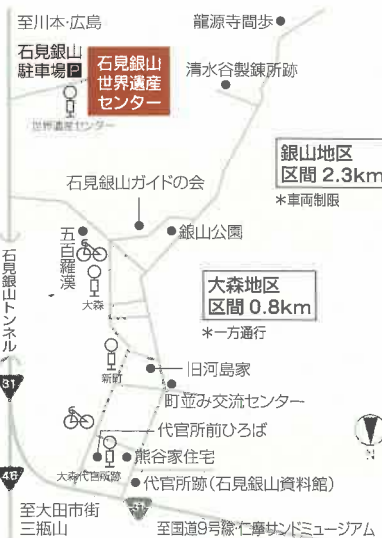 至川本・広島
龍源寺間歩
石見銀山
駐車場P
石見銀山
世界遺産
センター
清水谷製錬所跡
世界遺産センター
銀山地区
区間 2.3km
*車両制限
石見銀山ガイドの会
五百羅漢
銀山公園
大森
石見銀山トンネル
大森地区
区間 0.8km
*一方通行
31
新町
旧河島家
町並み交流センター
代官所前ひろば
大森代官所跡
熊谷家住宅
46
代官所跡(石見銀山資料館)
31
N
至大田市街
三瓶山
至国道9号線・仁摩サンドミュージアム